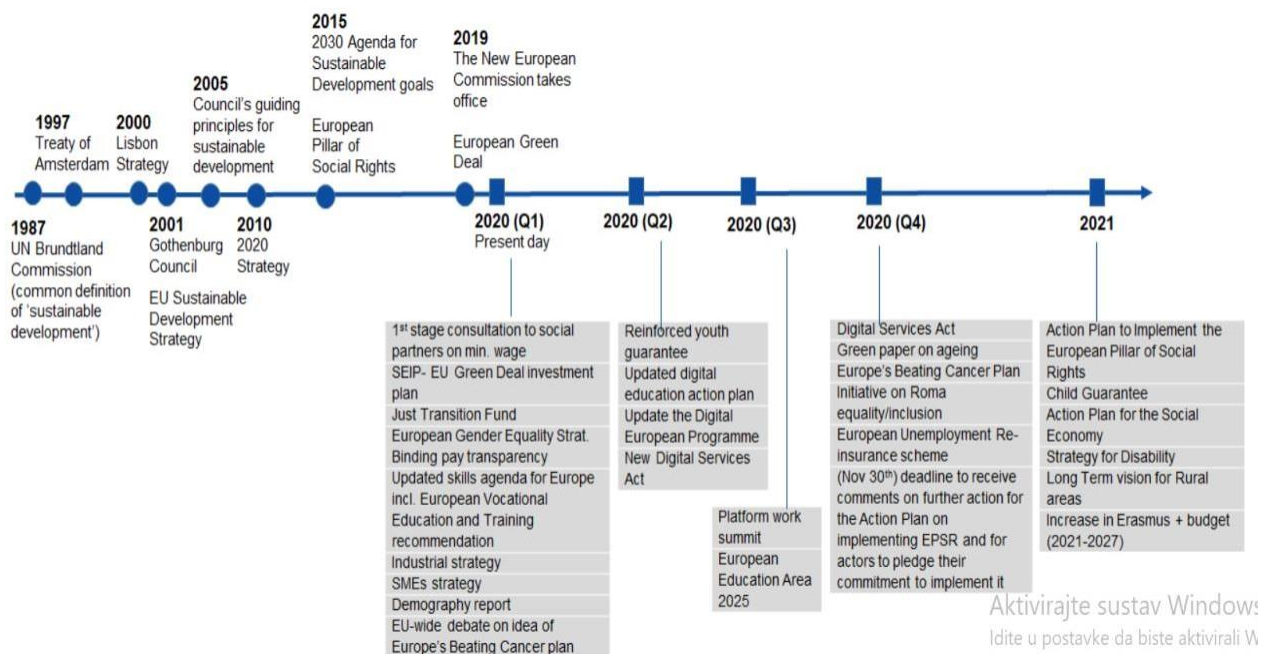 2015
2030 Agenda for
Sustainable
Development goals
European
Pillar of
Social Rights
2019
The New European
Commission takes
office
European Green
Deal
2005
Council's guiding
principles for
sustainable
development
1997
Treaty of
Amsterdam
2000
Lisbon
Strategy
1987
UN Brundtland
Commission
(common definition
of 'sustainable
development')
2001
Gothenburg
Council
EU Sustainable
Development
Strategy
2010
2020
Strategy
2020 (Q1)
Present day
2020 (Q2)
2020 (Q3)
2020 (Q4)
2021
1st stage consultation to social
partners on min. wage
SEIP- EU Green Deal investment
plan
Just Transition Fund
European Gender Equality Strat.
Binding pay transparency
Updated skills agenda for Europe
incl. European Vocational
Education and Training
recommendation
Industrial strategy
SMEs strategy
Demography report
EU-wide debate on idea of
Europe's Beating Cancer plan
Reinforced youth
guarantee
Updated digital
education action plan
Update the Digital
European Programme
New Digital Services
Act
Platform work
summit
European
Education Area
2025
Digital Services Act
Green paper on ageing
Europe's Beating Cancer Plan
Initiative on Roma
equality/inclusion
European Unemployment Re-
insurance scheme
(Nov 30th) deadline to receive
comments on further action for
the Action Plan on
implementing EPSR and for
actors to pledge their
commitment to implement it
Action Plan to Implement the
European Pillar of Social
Rights
Child Guarantee
Action Plan for the Social
Economy
Strategy for Disability
Long Term vision for Rural
areas
Increase in Erasmus + budget
(2021-2027)
Aktivirajte sustav Windows
Idite u postavke da biste aktivirali W